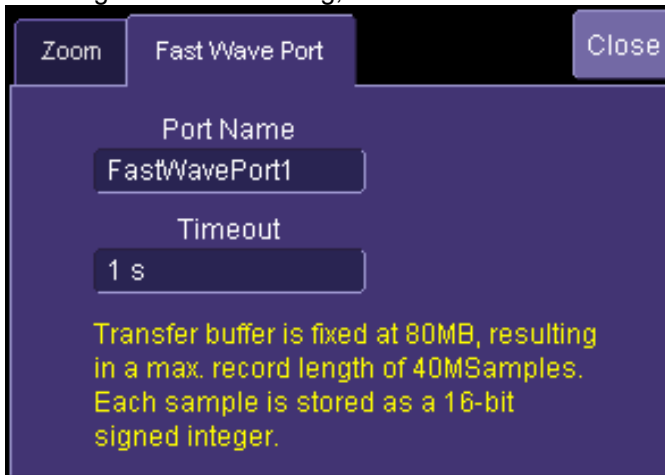 Zoom
Fast Wave Port
Close
Port Name
FastWavePort1
Timeout
1 s
Transfer buffer is fixed at 80MB, resulting
in a max. record length of 40MSamples.
Each sample is stored as a 16-bit
signed integer.